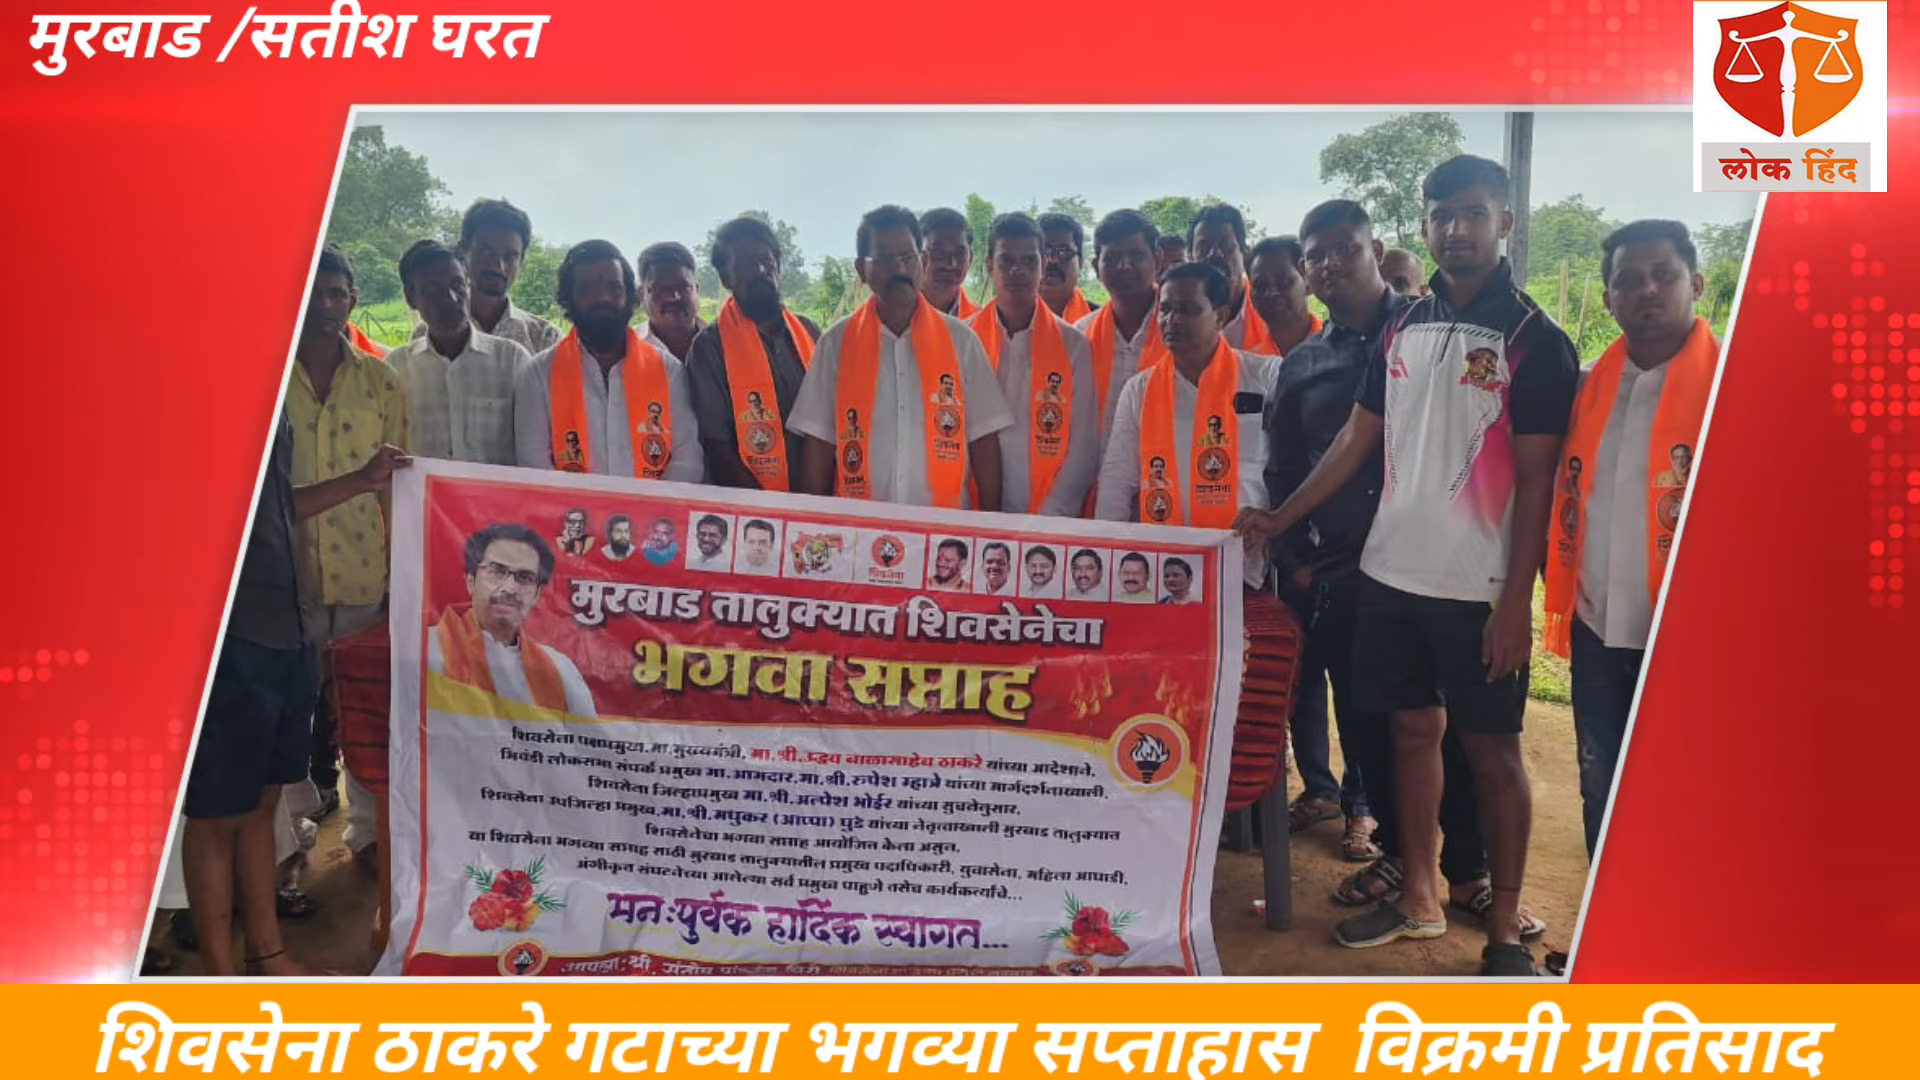 मुरबाड /सतीश घरत
लोक हिंद
शिवसेना
मुरबाड तालुक्यात शिवसेनेचा
भगवा सप्ताह
शिवसेना पक्षप्रमुख.मा.मुख्यमंत्री, मा.श्री.उद्धव बाळासाहेब ठाकरे यांच्या आदेशाने,
भिवंडी लोकसभा संपर्क प्रमुख मा.आमदार.मा.श्री.रुपेश म्हात्रे यांच्या मार्गदर्शनाखाली,
शिवसेना जिल्हाप्रमुख मा.श्री.अल्पेश भोईर यांच्या सुचनेनुसार,
शिवसेना उपजिल्हा प्रमुख.मा.श्री.मधुकर (आप्पा) घुडे यांच्या नेतृत्वाखाली मुरबाड तालुक्यात
शिवसेनेचा भगवा सप्ताह आयोजित केला असुन,
या शिवसेना भगव्या सप्ताह साठी मुरबाड तालुक्यातील प्रमुख पदाधिकारी, युवासेना, महिला आघाडी,
अंगीकृत संघटनेच्या आलेल्या सर्व प्रमुख पाहुणे तसेच कार्यकर्त्यांचे...
मनःपुर्वक हार्दिक स्वागत...
आपला: श्री. संतोष
शिवसेना ठाकरे गटाच्या भगव्या सप्ताहास विक्रमी प्रतिसाद